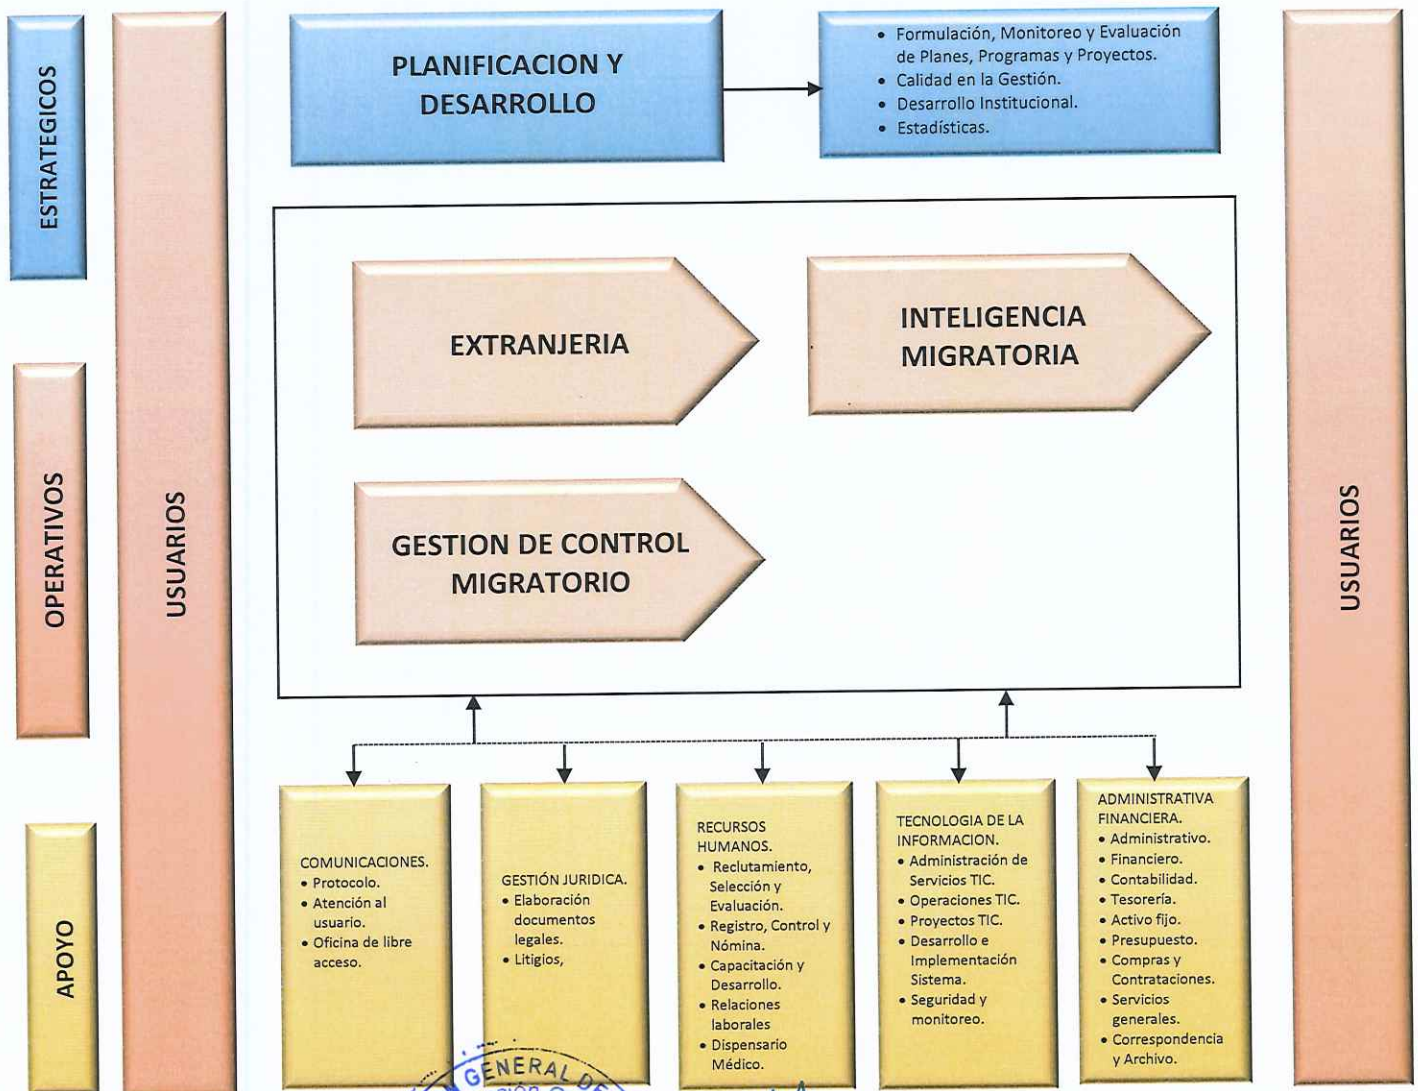 ESTRATEGICOS
OPERATIVOS
APOYO
USUARIOS
PLANIFICACION Y
DESARROLLO
• Formulación, Monitoreo y Evaluación
de Planes, Programas y Proyectos.
• Calidad en la Gestión.
• Desarrollo Institucional.
• Estadísticas.
EXTRANJERIA
INTELIGENCIA
MIGRATORIA
GESTION DE CONTROL
MIGRATORIO
COMUNICACIONES.
• Protocolo.
• Atención al
usuario.
• Oficina de libre
acceso.
GESTIÓN JURIDICA.
• Elaboración
documentos
legales.
• Litigios,
RECURSOS
HUMANOS.
• Reclutamiento,
Selección y
Evaluación.
• Registro, Control y
Nómina.
• Capacitación y
Desarrollo.
• Relaciones
laborales
• Dispensario
Médico.
TECNOLOGIA DE LA
INFORMACION.
• Administración de
Servicios TIC.
• Operaciones TIC.
• Proyectos TIC.
• Desarrollo e
Implementación
Sistema.
• Seguridad y
monitoreo.
ADMINISTRATIVA
FINANCIERA.
• Administrativo.
• Financiero.
• Contabilidad.
• Tesorería.
• Activo fijo.
• Presupuesto.
• Compras y
Contrataciones.
• Servicios
generales.
• Correspondencia
y Archivo.
USUARIOS
GENERAL DE